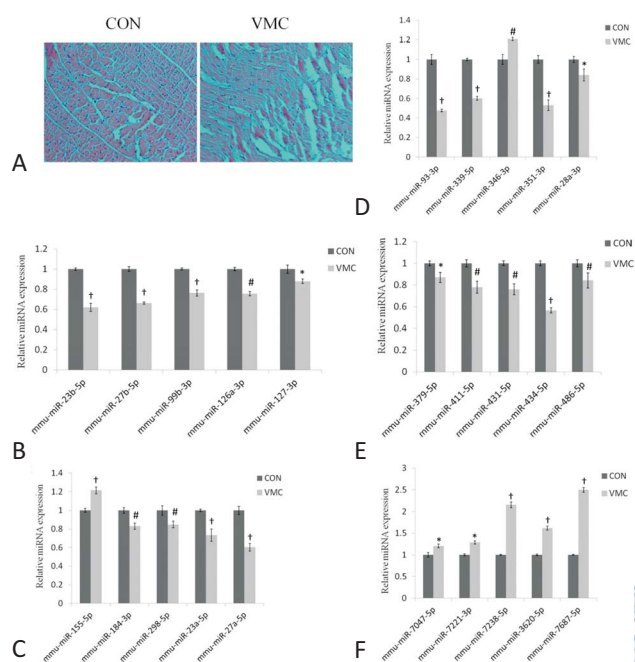 CON
VMC
A
Relative miRNA expression
1.4
1.2
1
0.8
0.6
0.4
0.2
0
† † # † *
CON
VMC
mmu-miR-93-3p
mmu-miR-339-5p
mmu-miR-346-3p
mmu-miR-351-3p
mmu-miR-28a-3p
D
Relative miRNA expression
1.2
1
0.8
0.6
0.4
0.2
0
† † † # *
CON
VMC
mmu-miR-23b-5p
mmu-miR-27b-5p
mmu-miR-99b-3p
mmu-miR-126a-3p
mmu-miR-127-3p
B
Relative miRNA expression
1.2
1
0.8
0.6
0.4
0.2
0
* # # † #
CON
VMC
mmu-miR-379-5p
mmu-miR-411-5p
mmu-miR-431-5p
mmu-miR-434-5p
mmu-miR-486-5p
E
Relative miRNA expression
1.4
1.2
1
0.8
0.6
0.4
0.2
0
† # # † †
CON
VMC
mmu-miR-155-5p
mmu-miR-184-3p
mmu-miR-298-5p
mmu-miR-23a-5p
mmu-miR-27a-5p
C
Relative miRNA expression
3
2.5
2
1.5
1
0.5
0
* * † † †
CON
VMC
mmu-miR-7047-5p
mmu-miR-7221-3p
mmu-miR-7238-5p
mmu-miR-3620-5p
mmu-miR-7687-5p
F